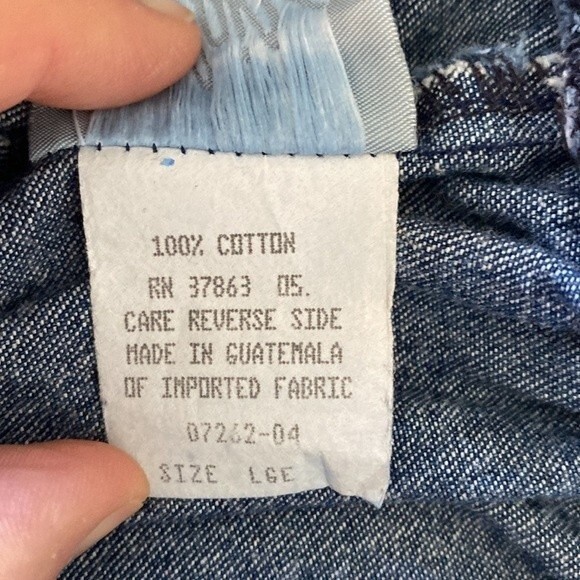 100% COTTON
RN 37863 05.
CARE REVERSE SIDE
MADE IN GUATEMALA
OF IMPORTED FABRIC
07262-04
SIZE LGE